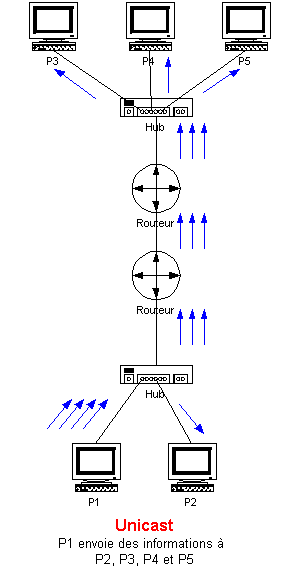 P3 P4 P5
Hub
Routeur
Routeur
Hub
P1 P2
Unicast
P1 envoie des informations à
P2, P3, P4 et P5